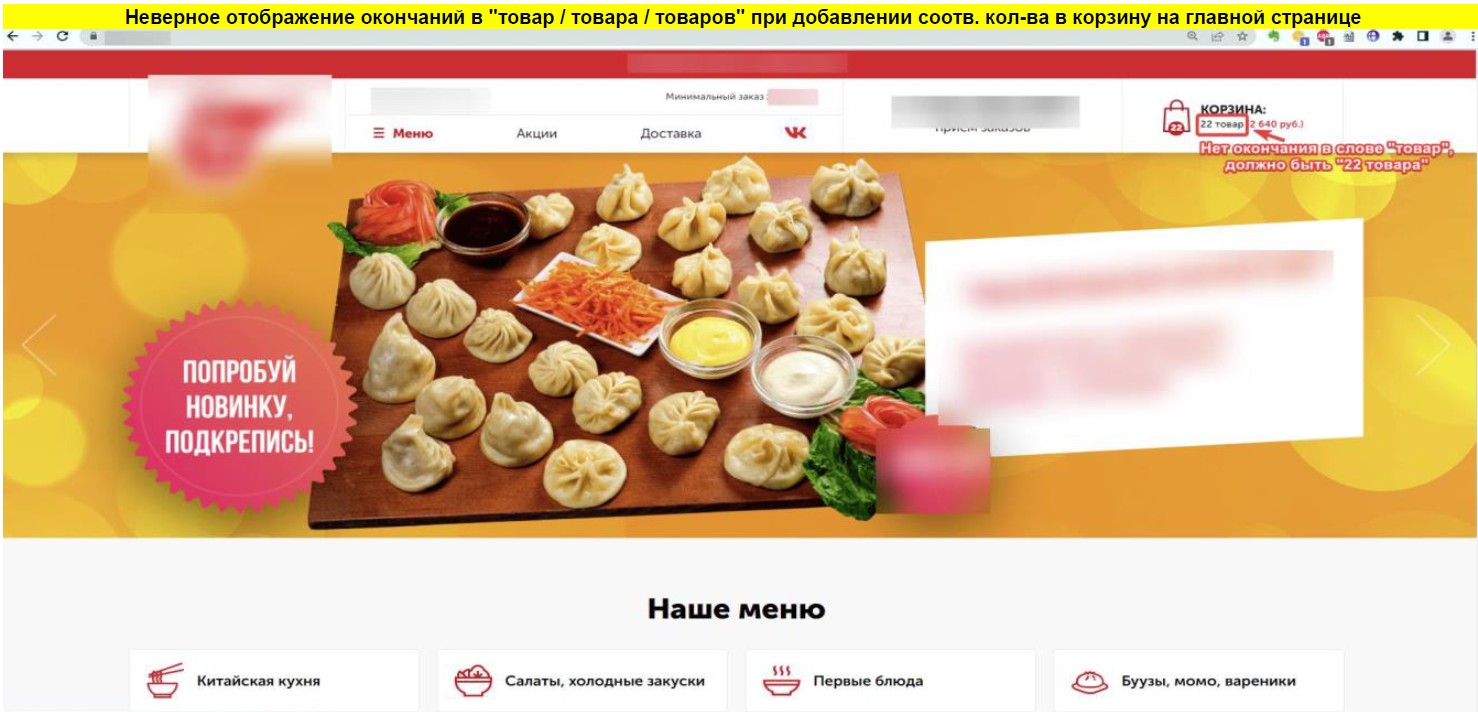 Неверное отображение окончаний в "товар / товара / товаров" при добавлении соотв. кол-ва в корзину на главной странице
Минимальный заказ:
Меню
Акции
Доставка
прием заказов
22
КОРЗИНА:
22 товар (2 640 руб.)
Нет окончания в слове "товар",
должно быть "22 товара"
ПОПРОБУЙ
НОВИНКУ,
ПОДКРЕПИСЬ!
Наше меню
Китайская кухня
Салаты, холодные закуски
Первые блюда
Буузы, момо, вареники